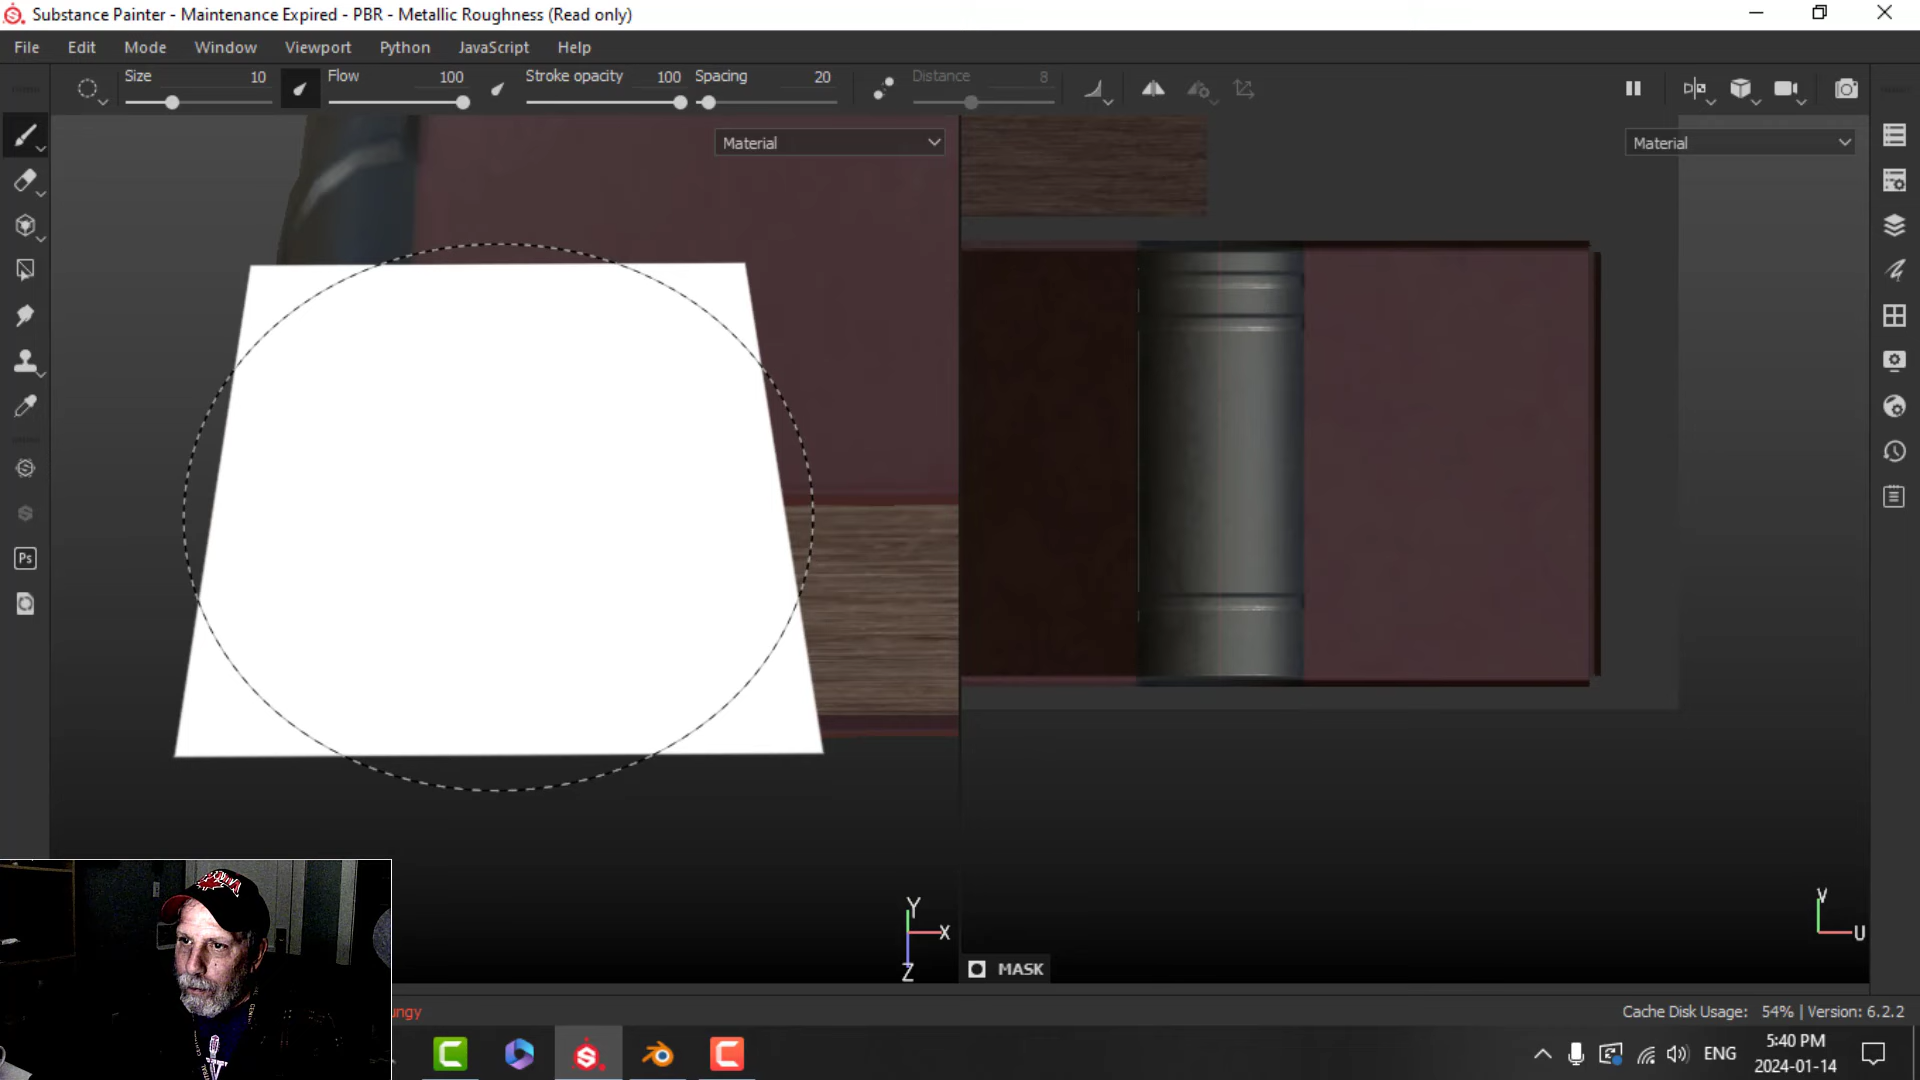 Substance Painter - Maintenance Expired - PBR - Metallic Roughness (Read only)
File Edit Mode Window Viewport Python JavaScript Help
Size 10 Flow 100 Stroke opacity 100 Spacing 20 Distance 8
Material
Material
Ps
Y
X
Z
V
U
MASK
ungy
Cache Disk Usage: 54% | Version: 6.2.2
ENG
5:40 PM
2024-01-14